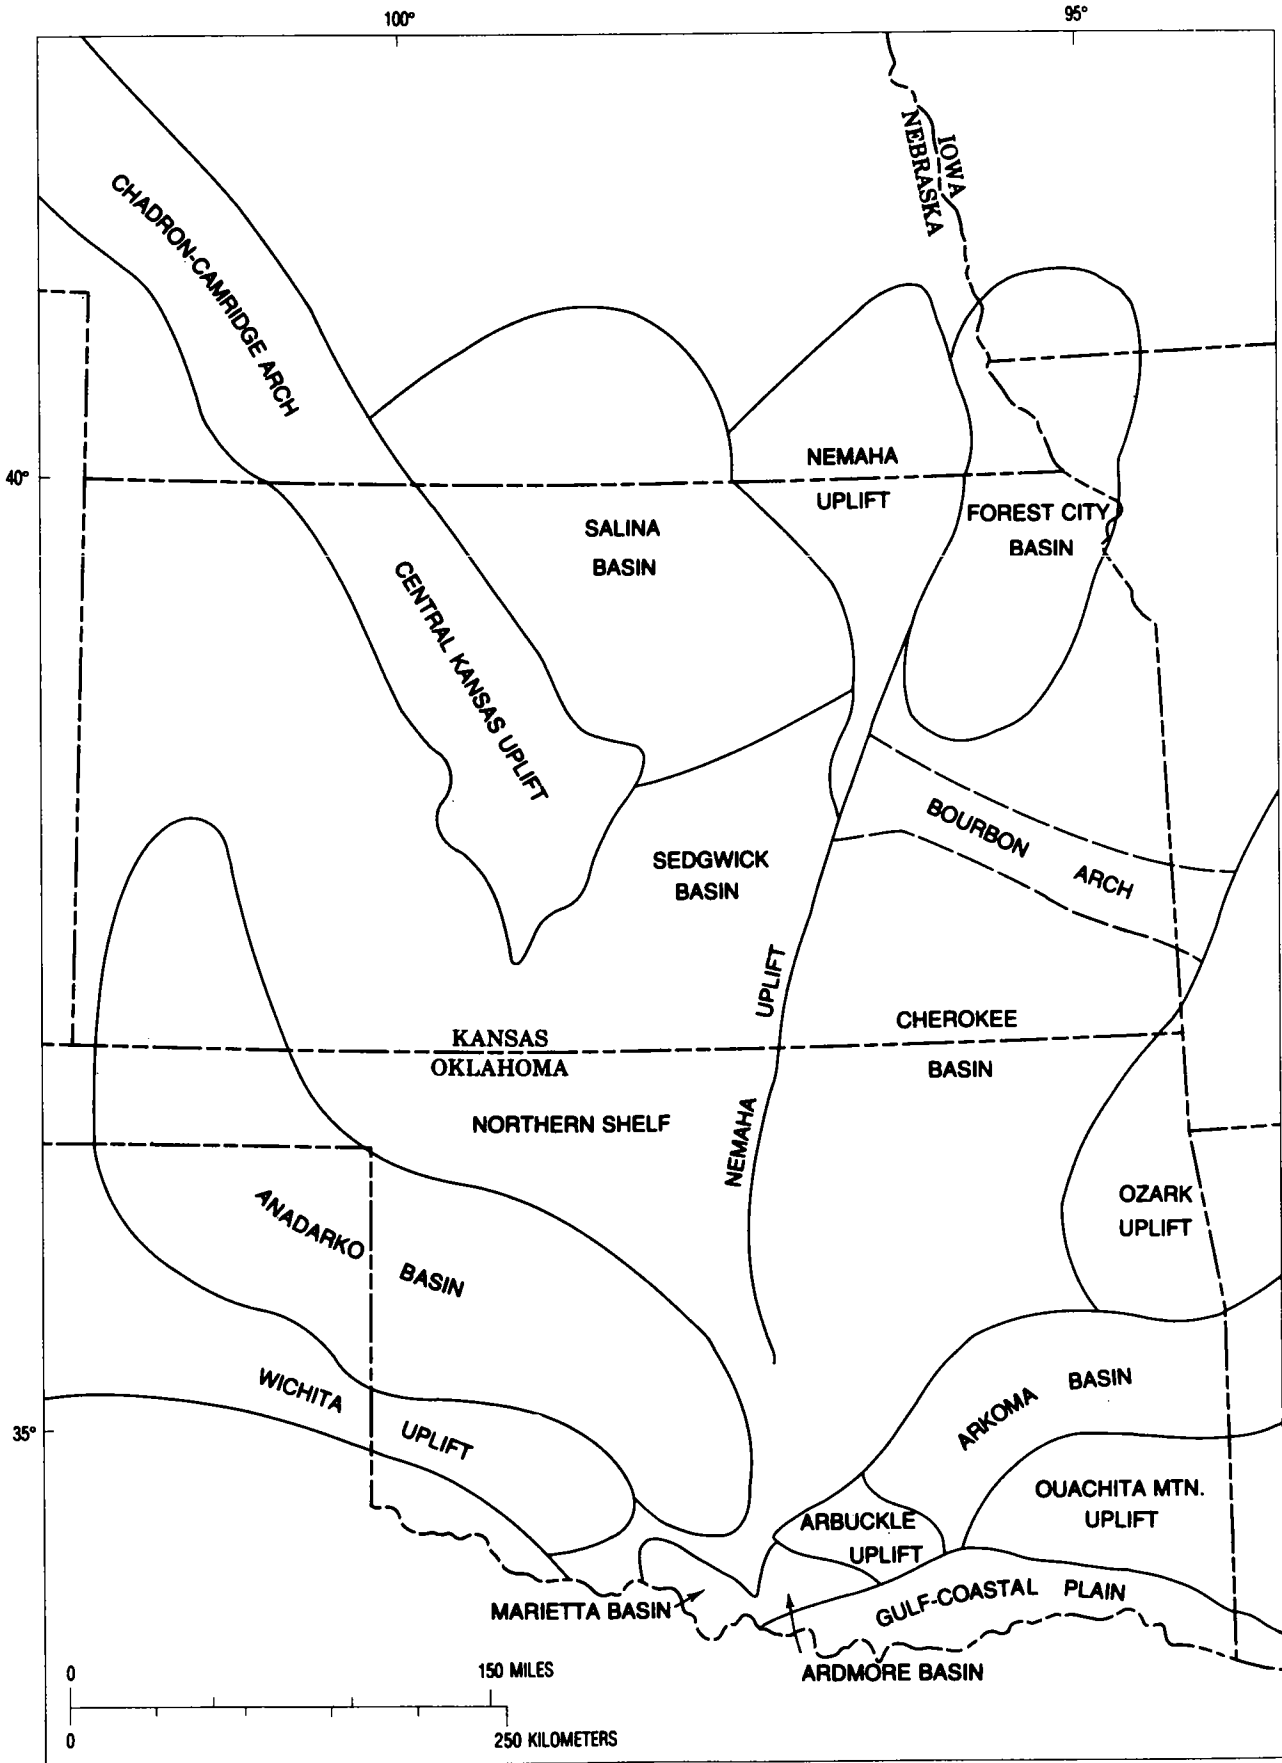 100°
95°
IOWA
NEBRASKA
CHADRON-CAMRIDGE ARCH
40°
NEMAHA
UPLIFT
SALINA
BASIN
FOREST CITY
BASIN
CENTRAL KANSAS UPLIFT
BOURBON
ARCH
SEDGWICK
BASIN
NEMAHA UPLIFT
CHEROKEE
BASIN
KANSAS
OKLAHOMA
NORTHERN SHELF
OZARK
UPLIFT
ANADARKO BASIN
WICHITA UPLIFT
35°
ARKOMA BASIN
OUACHITA MTN.
UPLIFT
ARBUCKLE
UPLIFT
GULF-COASTAL PLAIN
MARIETTA BASIN
ARDMORE BASIN
0
150 MILES
0
250 KILOMETERS